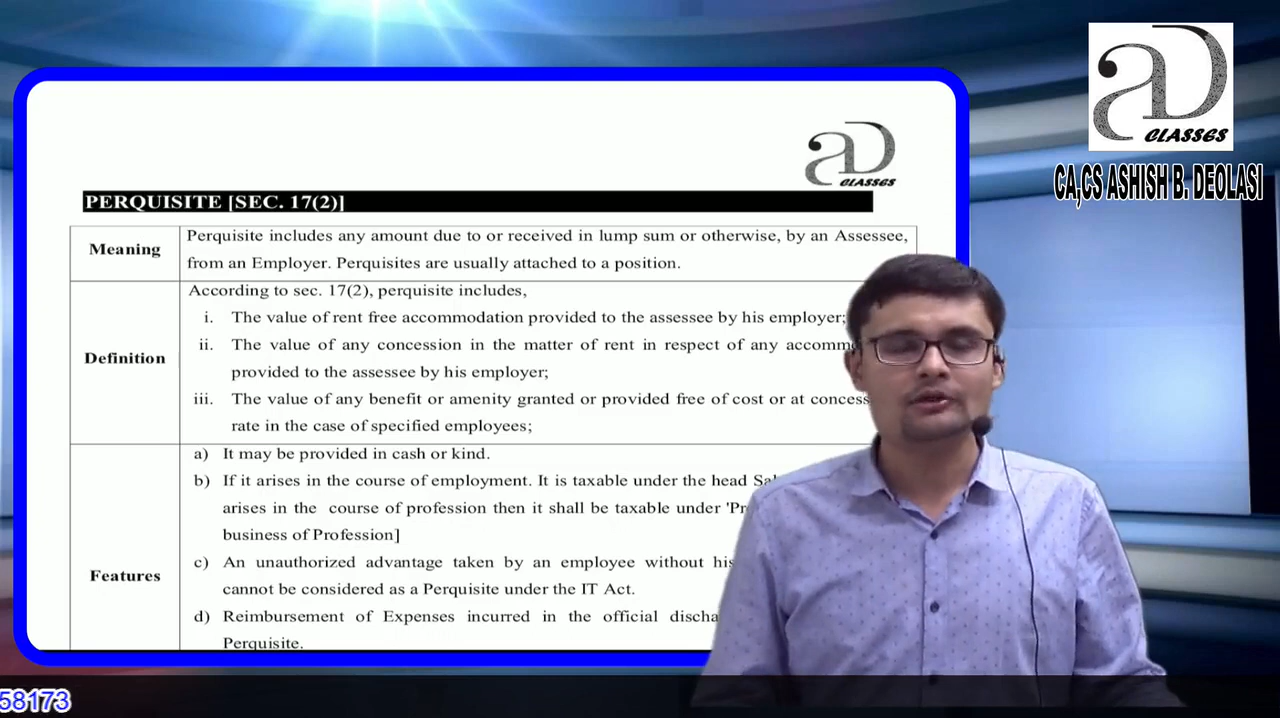 aD
CLASSES
CA,CS ASHISH B. DEOLASI
aD
CLASSES
PERQUISITE [SEC. 17(2)]
Meaning
Perquisite includes any amount due to or received in lump sum or otherwise, by an Assessee,
from an Employer. Perquisites are usually attached to a position.
Definition
According to sec. 17(2), perquisite includes,
i. The value of rent free accommodation provided to the assessee by his employer;
ii. The value of any concession in the matter of rent in respect of any accomm
provided to the assessee by his employer;
iii. The value of any benefit or amenity granted or provided free of cost or at concess
rate in the case of specified employees;
Features
a) It may be provided in cash or kind.
b) If it arises in the course of employment. It is taxable under the head Sal
arises in the course of profession then it shall be taxable under 'Pr
business of Profession]
c) An unauthorized advantage taken by an employee without his
cannot be considered as a Perquisite under the IT Act.
d) Reimbursement of Expenses incurred in the official discha
Perquisite.
58173